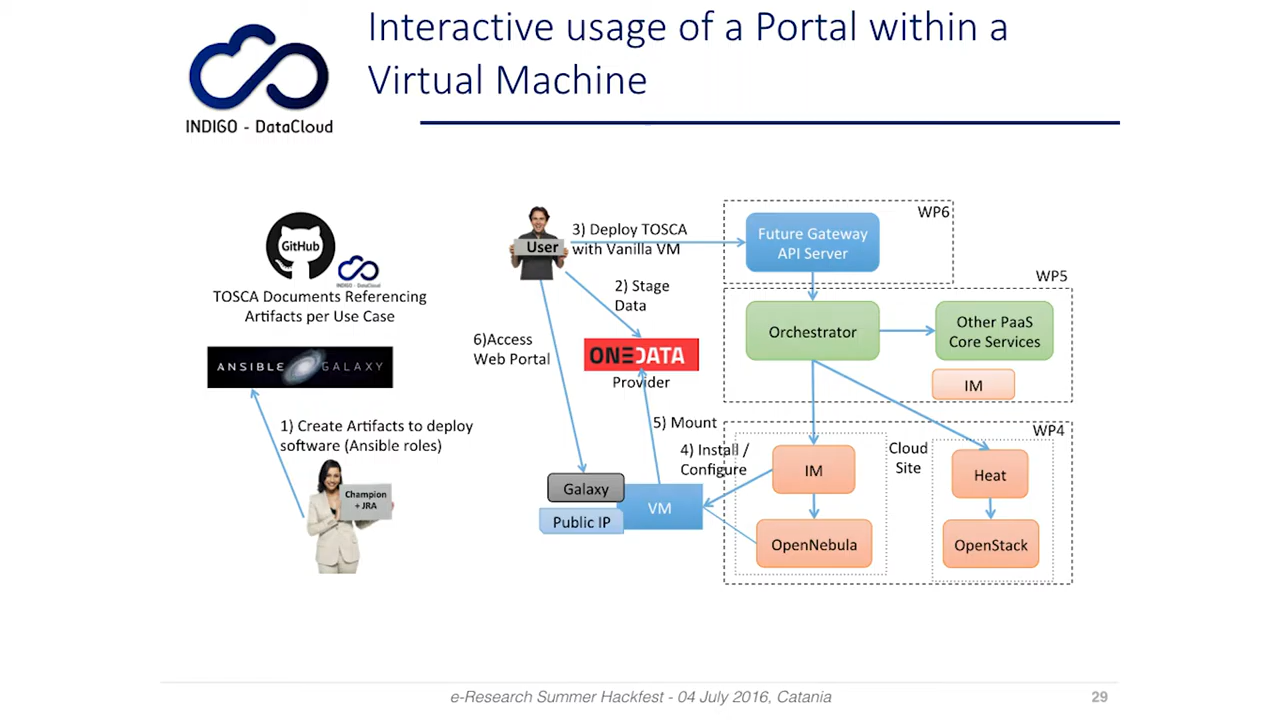 Interactive usage of a Portal within a
Virtual Machine
INDIGO - DataCloud
GitHub
INDIGO - DataCloud
TOSCA Documents Referencing
Artifacts per Use Case
ANSIBLE GALAXY
1) Create Artifacts to deploy
software (Ansible roles)
Champion
+ JRA
User
3) Deploy TOSCA
with Vanilla VM
2) Stage
Data
6)Access
Web Portal
ONEDATA
Provider
5) Mount
4) Install /
Configure
Galaxy
Public IP
VM
WP6
Future Gateway
API Server
WP5
Orchestrator
Other PaaS
Core Services
IM
WP4
Cloud
Site
IM
Heat
OpenNebula
OpenStack
e-Research Summer Hackfest - 04 July 2016, Catania
29